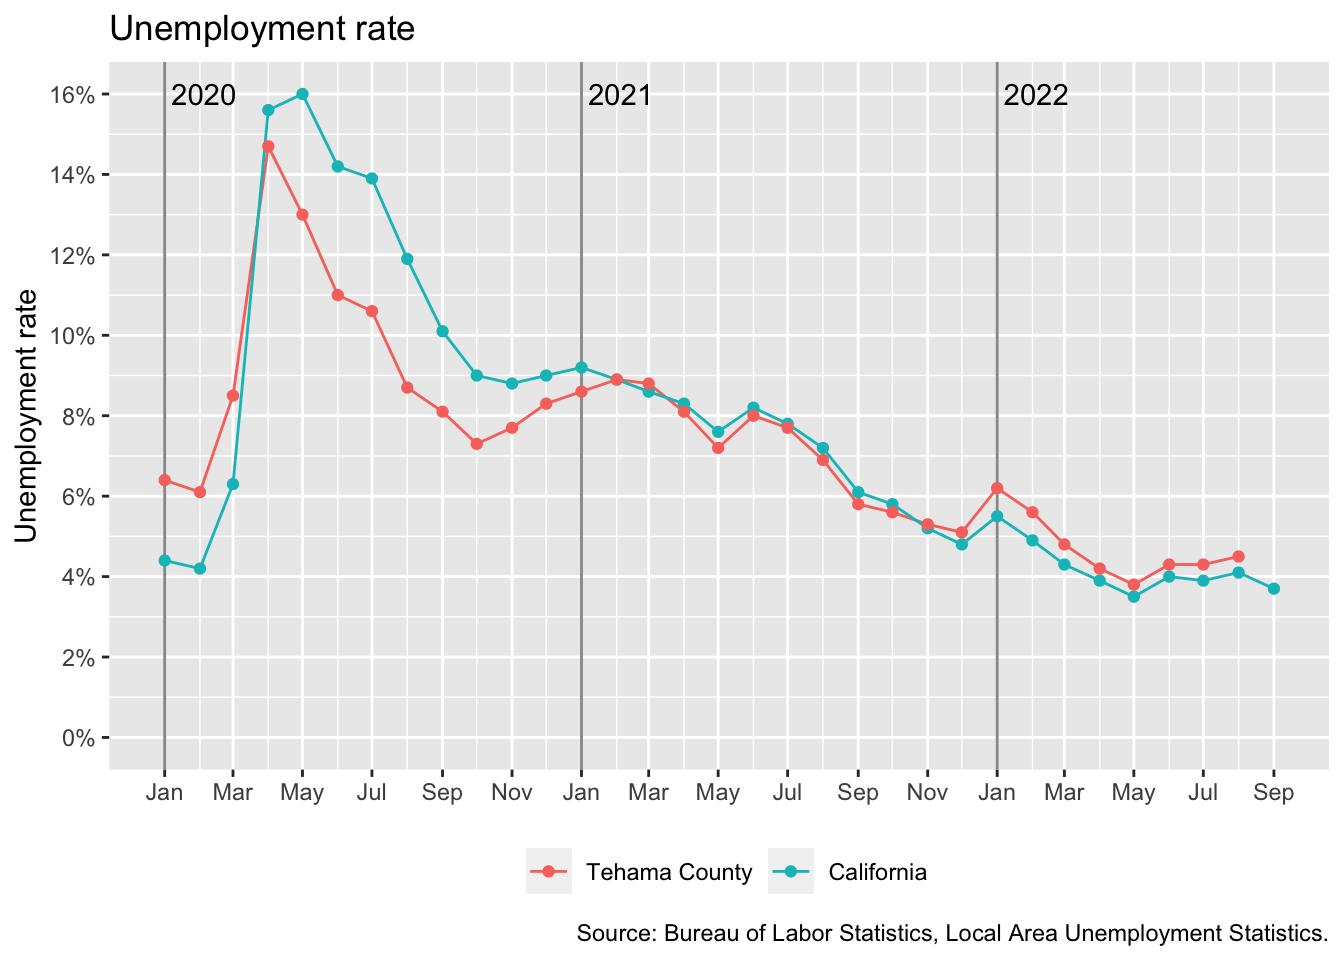 Unemployment rate
2020 2021 2022
16%
14%
12%
10%
8%
6%
4%
2%
0%
Unemployment rate
Jan Mar May Jul Sep Nov Jan Mar May Jul Sep Nov Jan Mar May Jul Sep
Tehama County California
Source: Bureau of Labor Statistics, Local Area Unemployment Statistics.